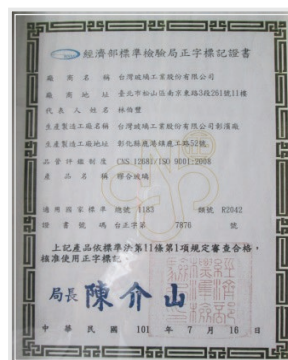 經濟部標準檢驗局正字標記證書
廠商名稱 台灣玻璃工業股份有限公司
廠商地址 臺北市松山區南京東路3段261號11樓
代表人姓名 林伯豐
生產製造工廠名稱 台灣玻璃工業股份有限公司彰濱廠
生產製造工廠地址 彰化縣鹿港鎮鹿工路52號
品管評鑑制度 CNS 12681/ISO 9001:2008
產品名稱 膠合玻璃
適用國家標準 總號 1183 類號 R2042
證書號碼 台正字第 7876 號
上記產品依標準法第11條第1項規定審查合格，
核准使用正字標記。
局長 陳介山
中華民國 101 年 7 月 16 日